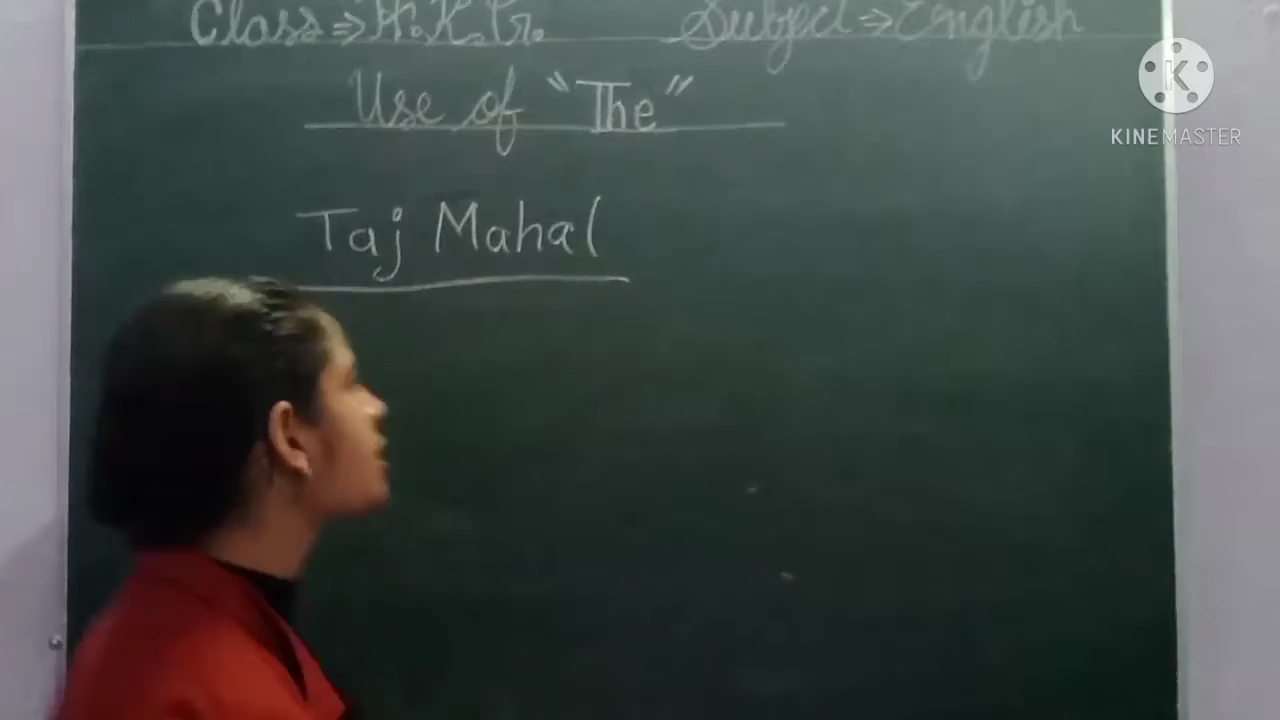 Class ⇒ H.K.G. Subject ⇒ English
K
KINEMASTER
Use of "The"
Taj Mahal